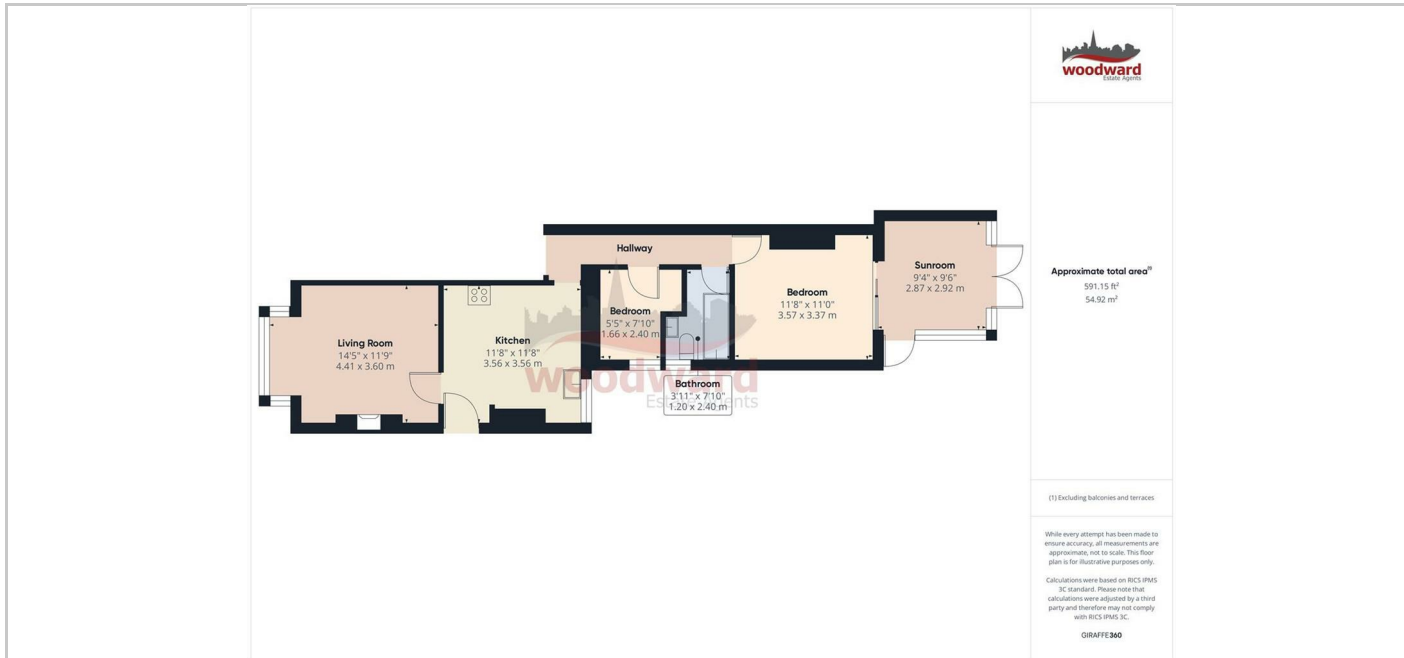 woodward
Estate Agents
Hallway
Sunroom
9'4" x 9'6"
2.87 x 2.92 m
Bedroom
11'8" x 11'0"
3.57 x 3.37 m
Bedroom
5'5" x 7'10"
1.66 x 2.40 m
Living Room
14'5" x 11'9"
4.41 x 3.60 m
Kitchen
11'8" x 11'8"
3.56 x 3.56 m
Bathroom
3'11" x 7'10"
1.20 x 2.40 m
woodward
Estate Agents
Approximate total area⁽¹⁾
591.15 ft²
54.92 m²
(1) Excluding balconies and terraces
While every attempt has been made to
ensure accuracy, all measurements are
approximate, not to scale. This floor
plan is for illustrative purposes only.
Calculations were based on RICS IPMS
3C standard. Please note that
calculations were adjusted by a third
party and therefore may not comply
with RICS IPMS 3C.
GIRAFFE360